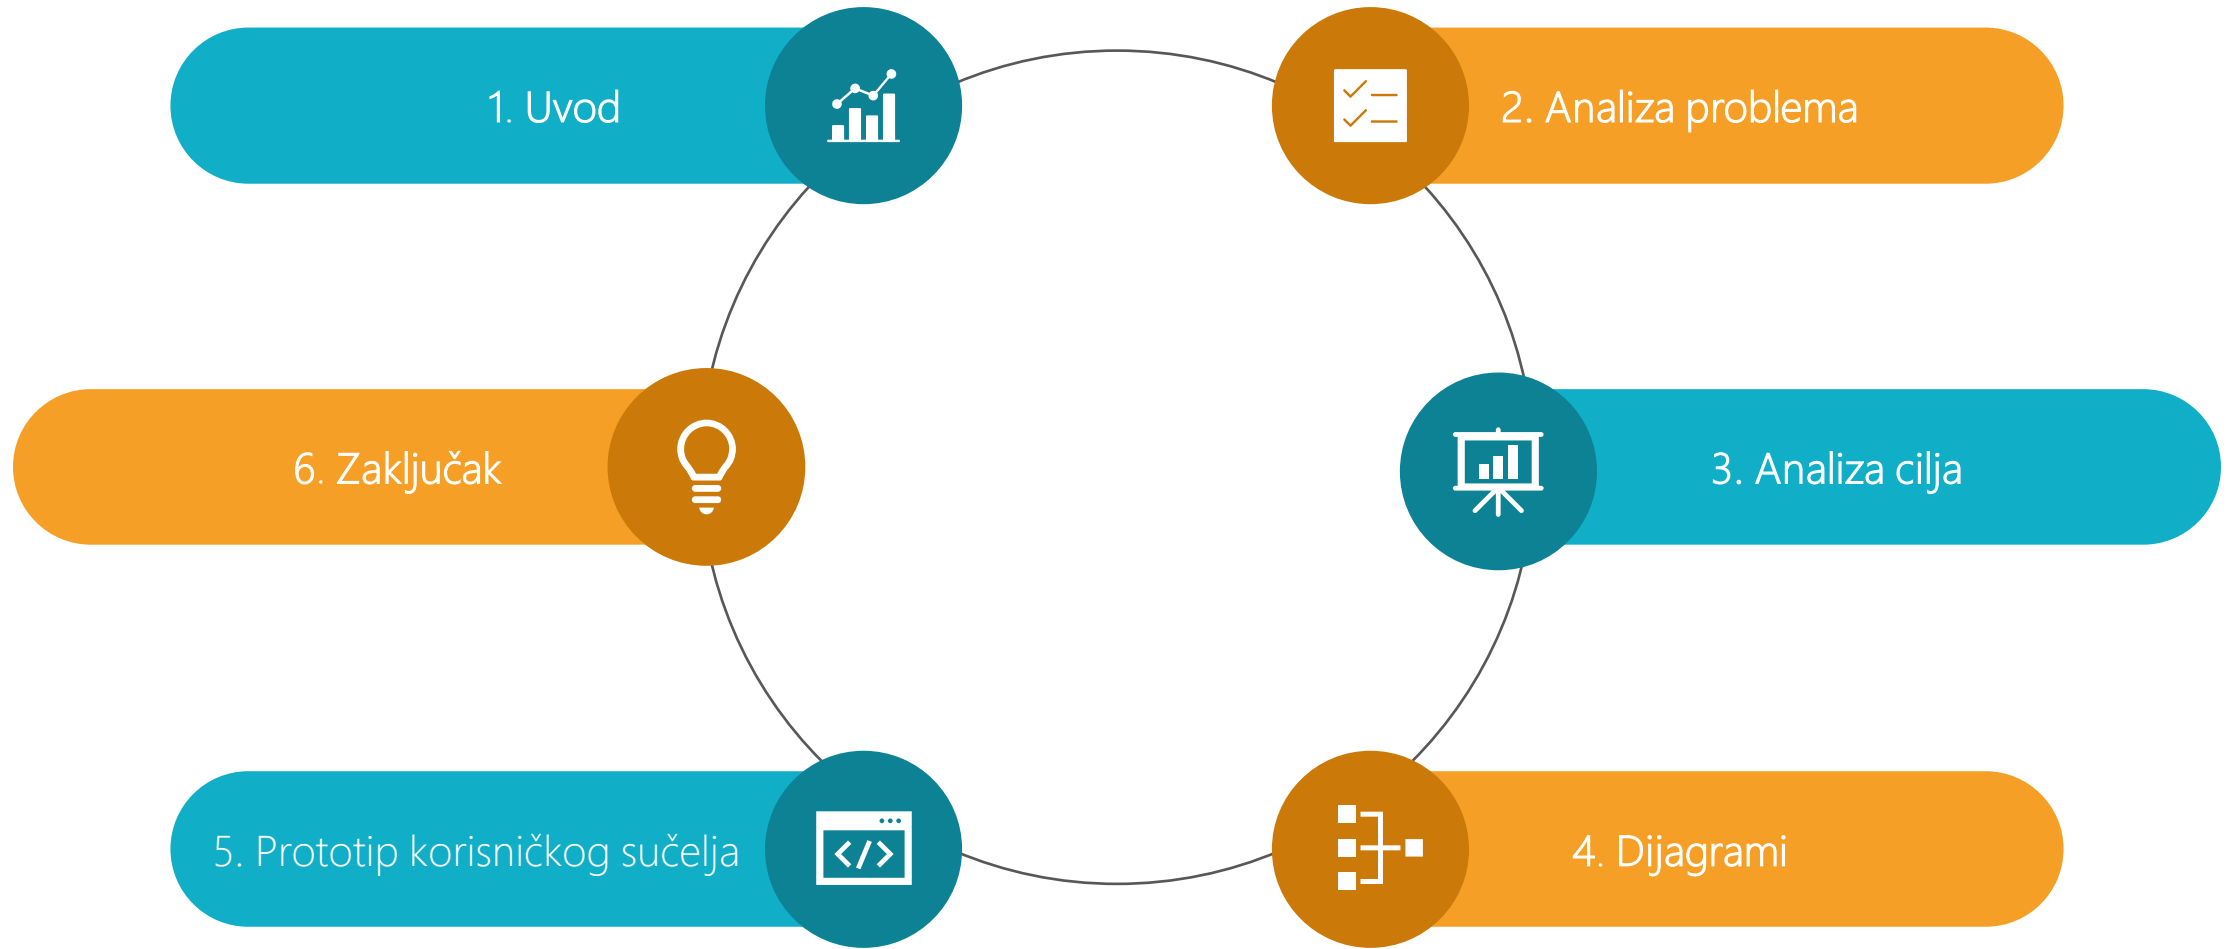 1. Uvod
2. Analiza problema
3. Analiza cilja
4. Dijagrami
5. Prototip korisničkog sučelja
6. Zaključak